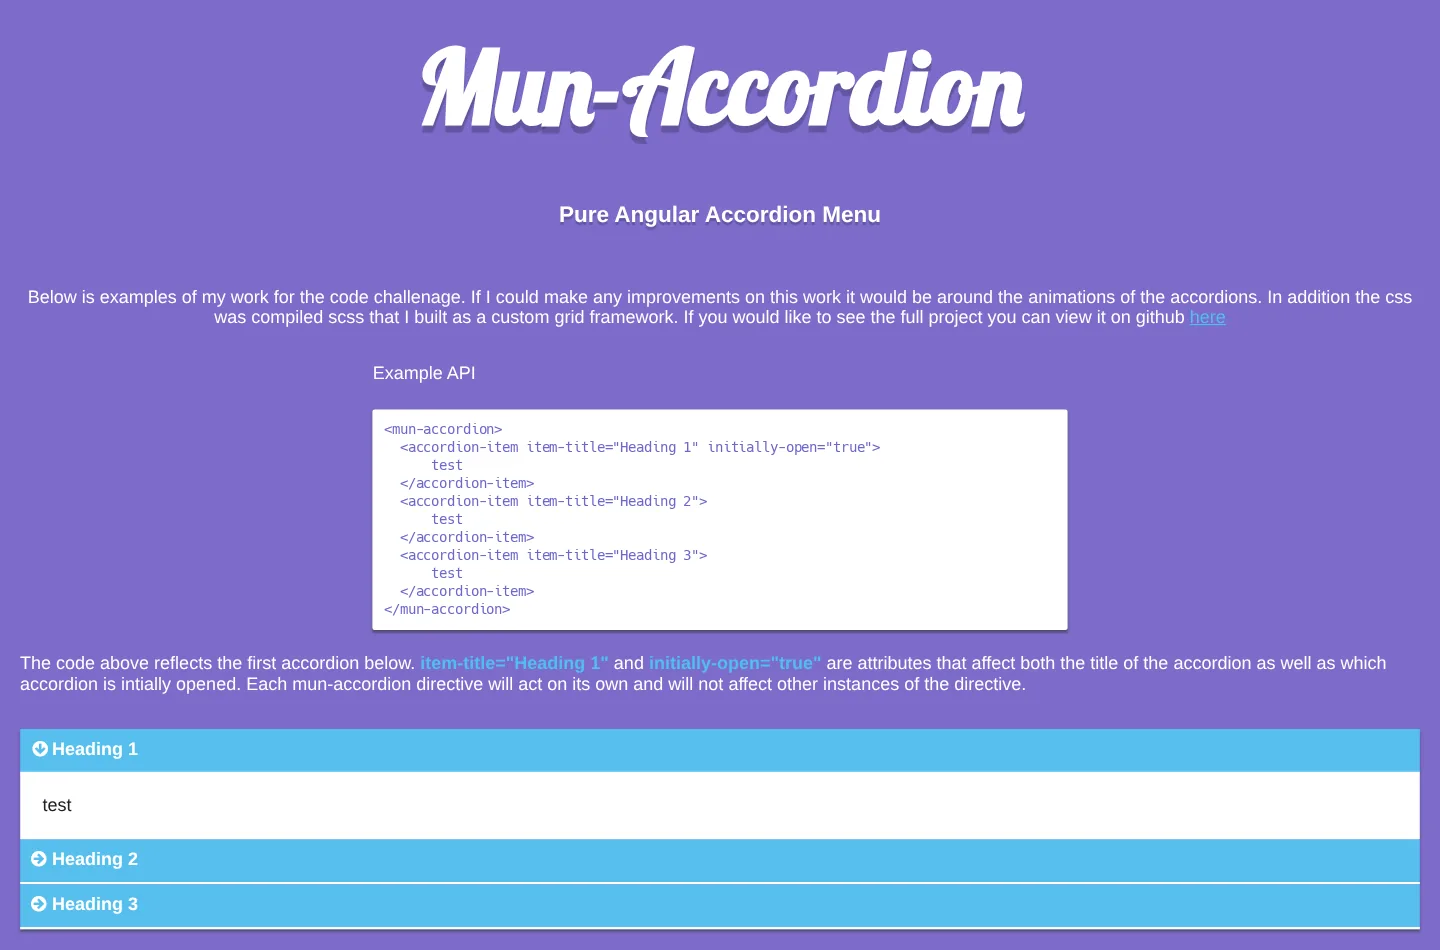 Mun-Accordion
Pure Angular Accordion Menu
Below is examples of my work for the code challenage. If I could make any improvements on this work it would be around the animations of the accordions. In addition the css
was compiled scss that I built as a custom grid framework. If you would like to see the full project you can view it on github here
Example API
<mun-accordion>
  <accordion-item item-title="Heading 1" initially-open="true">
      test
  </accordion-item>
  <accordion-item item-title="Heading 2">
      test
  </accordion-item>
  <accordion-item item-title="Heading 3">
      test
  </accordion-item>
</mun-accordion>
The code above reflects the first accordion below. item-title="Heading 1" and initially-open="true" are attributes that affect both the title of the accordion as well as which
accordion is intially opened. Each mun-accordion directive will act on its own and will not affect other instances of the directive.
Heading 1
test
Heading 2
Heading 3